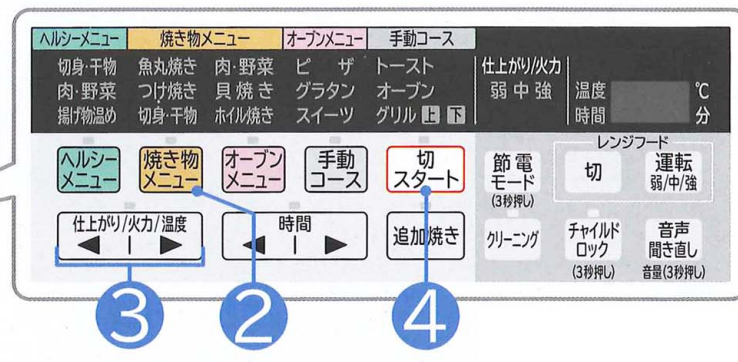 ヘルシーメニュー 焼き物メニュー オーブンメニュー 手動コース
切身·干物 魚丸焼き 肉·野菜 ピザ トースト 仕上がり/火力
肉·野菜 つけ焼き 貝焼き グラタン オーブン 弱 中 強 温度 ℃
揚げ物温め 切身·干物 ホイル焼き スイーツ グリル 上 下 時間 分
レンジフード
ヘルシーメニュー
焼き物メニュー
オーブンメニュー
手動コース
切
スタート
節電
モード
(3秒押し)
切
運転
弱/中/強
仕上がり/火力/温度
◀ ▶
時間
◀ ▶
追加焼き
クリーニング
チャイルド
ロック
(3秒押し)
音声
聞き直し
音量(3秒押し)
3
2
4